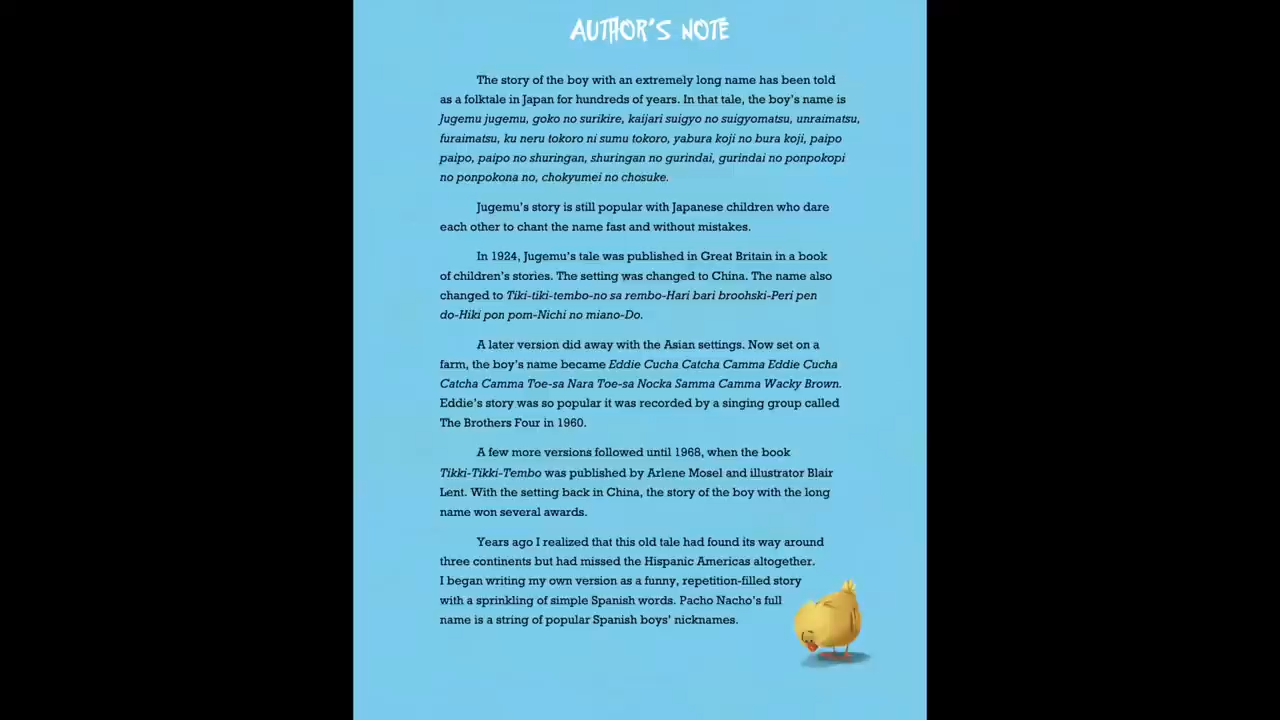 AUTHOR'S NOTE
The story of the boy with an extremely long name has been told
as a folktale in Japan for hundreds of years. In that tale, the boy's name is
Jugemu jugemu, goko no surikire, kaijari suigyo no suigyomatsu, unraimatsu,
furaimatsu, ku neru tokoro ni sumu tokoro, yabura koji no bura koji, paipo
paipo, paipo no shuringan, shuringan no gurindai, gurindai no ponpokopi
no ponpokona no, chokyumei no chosuke.
Jugemu's story is still popular with Japanese children who dare
each other to chant the name fast and without mistakes.
In 1924, Jugemu's tale was published in Great Britain in a book
of children's stories. The setting was changed to China. The name also
changed to Tiki-tiki-tembo-no sa rembo-Hari bari broohski-Peri pen
do-Hiki pon pom-Nichi no miano-Do.
A later version did away with the Asian settings. Now set on a
farm, the boy's name became Eddie Cucha Catcha Camma Eddie Cucha
Catcha Camma Toe-sa Nara Toe-sa Nocka Samma Camma Wacky Brown.
Eddie's story was so popular it was recorded by a singing group called
The Brothers Four in 1960.
A few more versions followed until 1968, when the book
Tikki-Tikki-Tembo was published by Arlene Mosel and illustrator Blair
Lent. With the setting back in China, the story of the boy with the long
name won several awards.
Years ago I realized that this old tale had found its way around
three continents but had missed the Hispanic Americas altogether.
I began writing my own version as a funny, repetition-filled story
with a sprinkling of simple Spanish words. Pacho Nacho's full
name is a string of popular Spanish boys' nicknames.